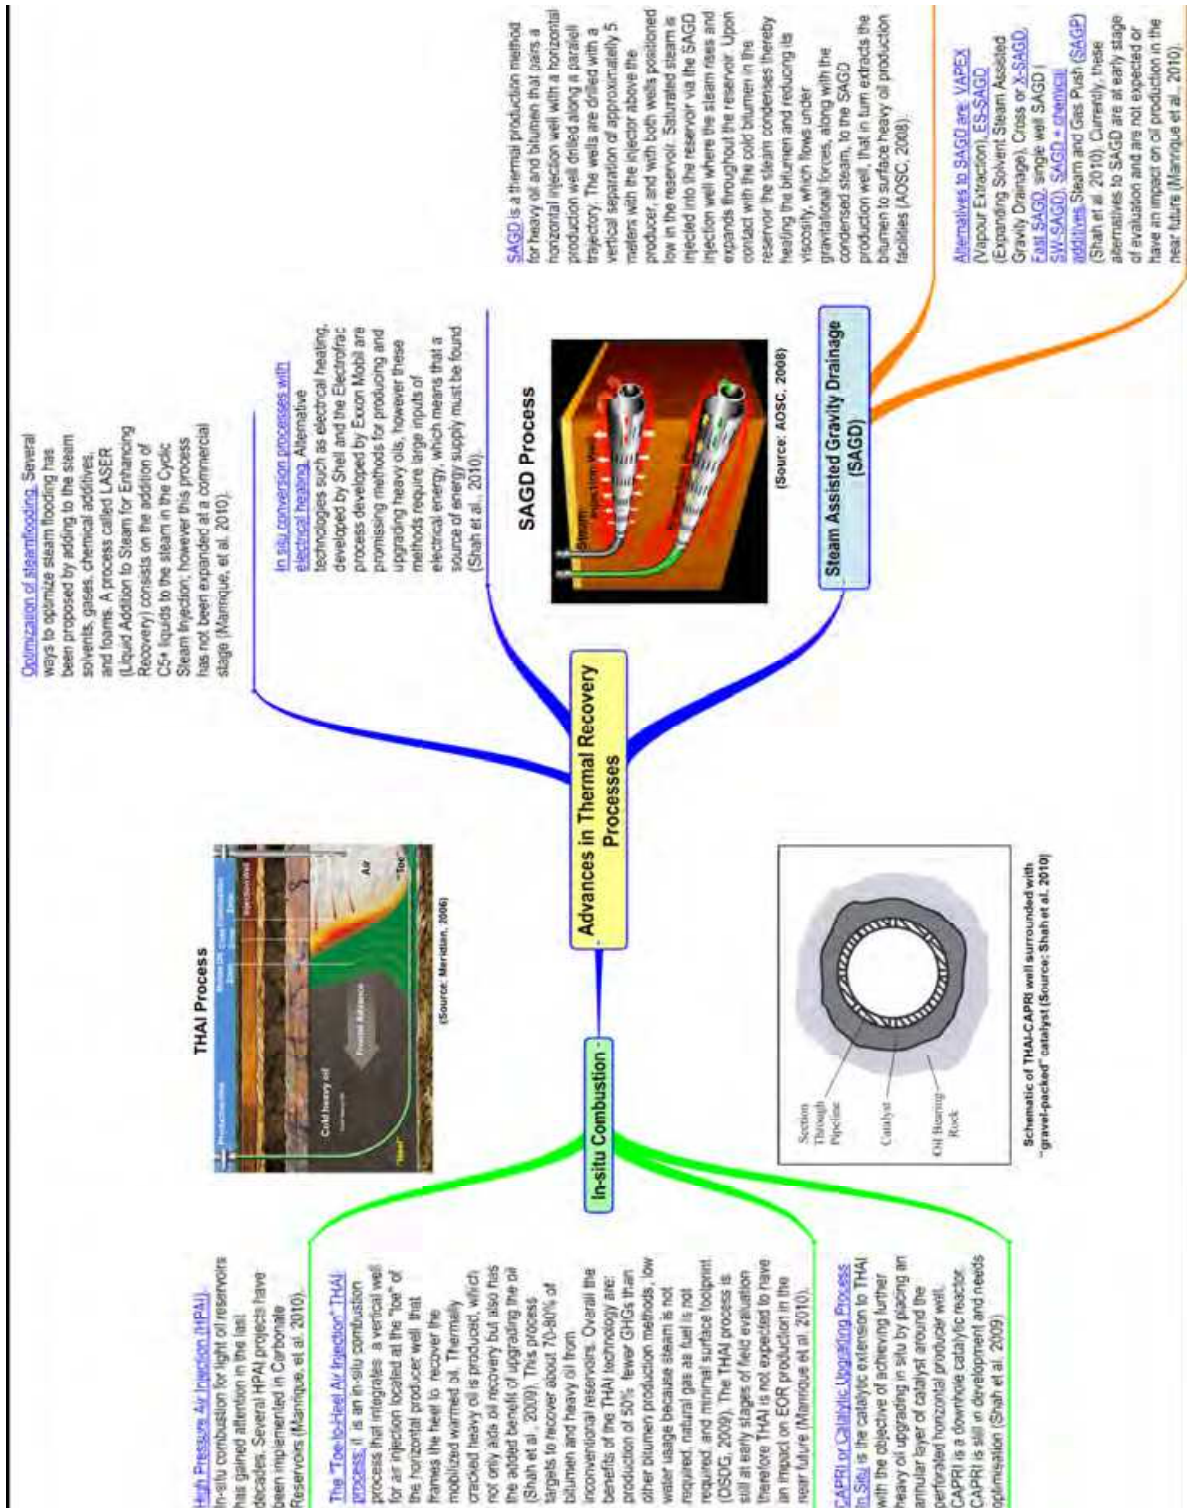 High Pressure Air Injection (HPAI).
In-situ combustion for light oil reservoirs
has gained attention in the last
decades. Several HPAI projects have
been implemented in Carbonate
Reservoirs (Manrique, et al. 2010).
The "Toe-to-Heel Air Injection" THAI
process; it is an in-situ combustion
process that integrates a vertical well
for air injection located at the "toe" of
the horizontal producer well that
frames the heel to recover the
mobilized warmed oil. Thermally
cracked heavy oil is produced, which
not only aids oil recovery but also has
the added benefit of upgrading the oil
(Shah et al. 2009). This process
targets to recover about 70-80% of
bitumen and heavy oil from
inconventional reservoirs. Overall the
benefits of the THAI technology are:
production of 50% fewer GHGs than
other bitumen production methods, low
water usage because steam is not
required, natural gas as fuel is not
required, and minimal surface footprint
(OSDG, 2009). The THAI process is
still at early stages of field evaluation
therefore THAI is not expected to have
an impact on EOR production in the
near future (Manrique et al. 2010).
CAPRI or Catalytic Upgrading Process
In Situ is the catalytic extension to THAI
with the objective of achieving further
heavy oil upgrading in situ by placing an
annular layer of catalyst around the
perforated horizontal producer well.
CAPRI is a downhole catalytic reactor.
CAPRI is still in development and needs
optimisation (Shah et al. 2009)
THAI Process
Production Well
Mobile Oil
Zone
Coke
Zone
Combustion
Zone
Injection Well
Cold heavy oil
Process Advance
Air
"Toe"
"Heel"
(Source: Meridian, 2006)
In-situ Combustion -
Section
Through
Pipeline
Catalyst
Oil Bearing
Rock
Schematic of THAI-CAPRI well surrounded with
"gravel-packed" catalyst (Source: Shah et al. 2010)
Advances in Thermal Recovery
Processes
Optimization of steamflooding. Several
ways to optimize steam flooding has
been proposed by adding to the steam
solvents, gases, chemical additives,
and foams. A process called LASER
(Liquid Addition to Steam for Enhancing
Recovery) consists on the addition of
C5+ liquids to the steam in the Cyclic
Steam Injection; however this process
has not been expanded at a commercial
stage (Manrique, et al. 2010).
In situ conversion processes with
electrical heating. Alternative
technologies such as electrical heating,
developed by Shell and the Electrofrac
process developed by Exxon Mobil are
promissing methods for producing and
upgrading heavy oils, however these
methods require large inputs of
electrical energy, which means that a
source of energy supply must be found
(Shah et al., 2010).
SAGD Process
Steam
Injection Well
(Source: AOSC, 2008)
Steam Assisted Gravity Drainage
(SAGD)
SAGD is a thermal production method
for heavy oil and bitumen that pairs a
horizontal injection well with a horizontal
production well drilled along a paralell
trajectory. The wells are drilled with a
vertical separation of approximatelly 5
meters with the injector above the
producer, and with both wells positioned
low in the reservoir. Saturated steam is
injected into the reservoir via the SAGD
injection well where the steam rises and
expands throughout the reservoir. Upon
contact with the cold bitumen in the
reservoir the steam condenses thereby
heating the bitumen and reducing its
viscosity, which flows under
gravitational forces, along with the
condensed steam, to the SAGD
production well, that in turn extracts the
bitumen to surface heavy oil production
facilities (AOSC, 2008).
Alternatives to SAGD are: VAPEX
(Vapour Extraction), ES-SAGD
(Expanding Solvent Steam Assisted
Gravity Drainage), Cross or X-SAGD,
Fast SAGD, single well SAGD (
SW-SAGD), SAGD + chemical
additives Steam and Gas Push (SAGP)
(Shah et al. 2010). Currently, these
alternatives to SAGD are at early stage
of evaluation and are not expected or
have an impact on oil production in the
near future (Manrique et al., 2010).